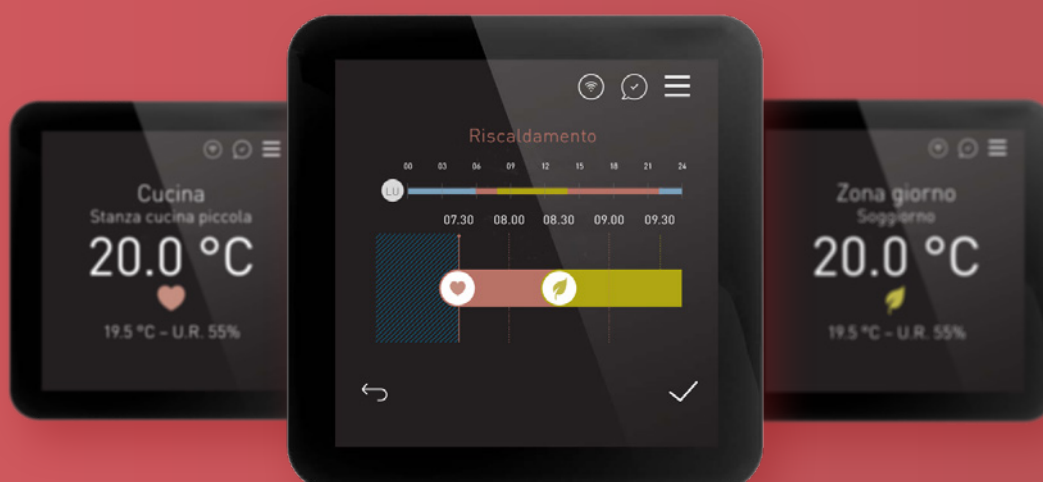 Cucina
Stanza cucina piccola
20.0 °C
19.5 °C – U.R. 55%
Riscaldamento
00 03 06 09 12 15 18 21 24
LU
07.30 08.00 08.30 09.00 09.30
Zona giorno
Soggiorno
20.0 °C
19.5 °C – U.R. 55%